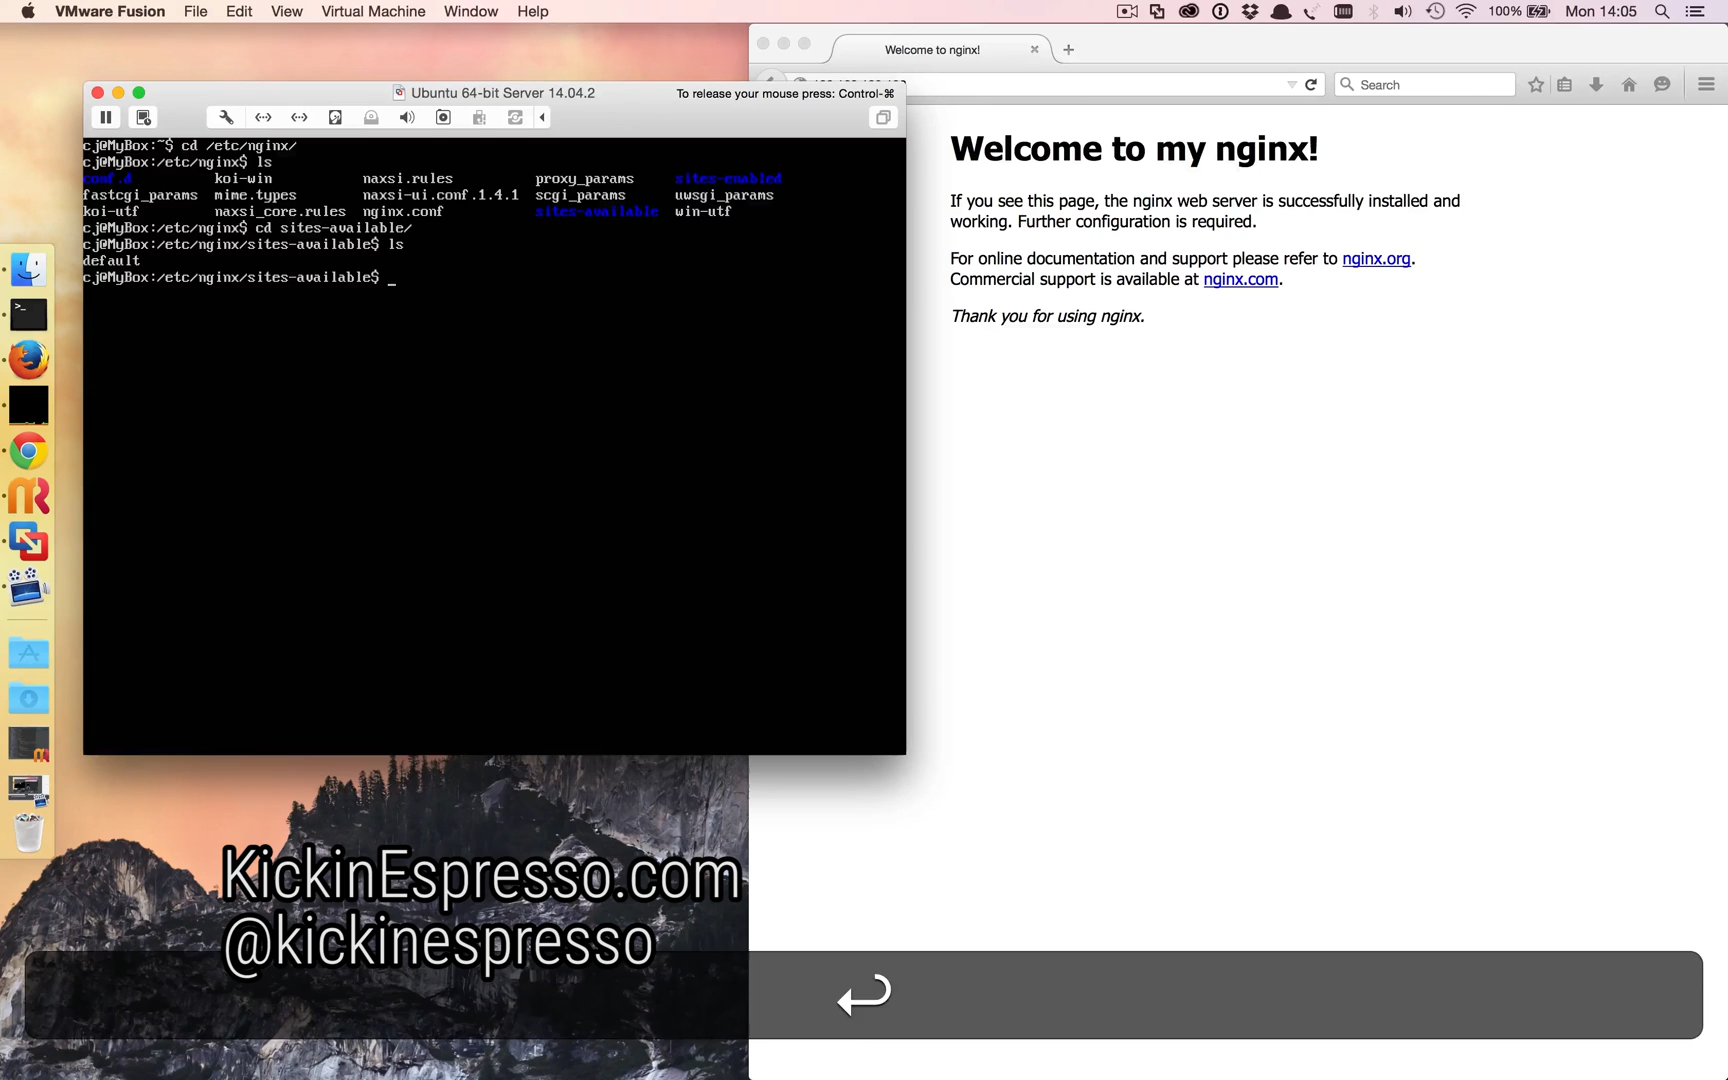 VMware Fusion File Edit View Virtual Machine Window Help
100% Mon 14:05
Welcome to nginx!
Search
Ubuntu 64-bit Server 14.04.2
To release your mouse press: Control-⌘
cj@MyBox:~$ cd /etc/nginx/
cj@MyBox:/etc/nginx$ ls
conf.d koi-win naxsi.rules proxy_params sites-enabled
fastcgi_params mime.types naxsi-ui.conf.1.4.1 scgi_params uwsgi_params
koi-utf naxsi_core.rules nginx.conf sites-available win-utf
cj@MyBox:/etc/nginx$ cd sites-available/
cj@MyBox:/etc/nginx/sites-available$ ls
default
cj@MyBox:/etc/nginx/sites-available$ _
Welcome to my nginx!
If you see this page, the nginx web server is successfully installed and
working. Further configuration is required.
For online documentation and support please refer to nginx.org.
Commercial support is available at nginx.com.
Thank you for using nginx.
KickinEspresso.com
@kickinespresso